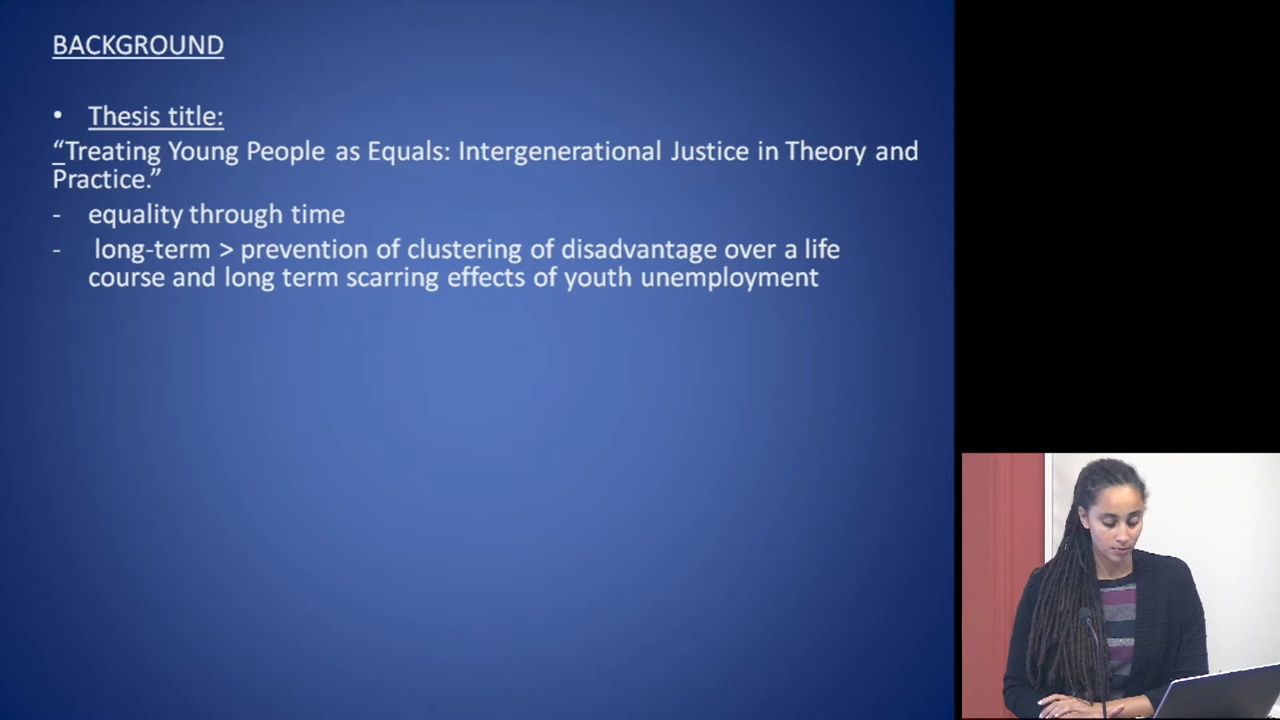 BACKGROUND
• Thesis title:
“Treating Young People as Equals: Intergenerational Justice in Theory and
Practice.”
- equality through time
- long-term > prevention of clustering of disadvantage over a life
course and long term scarring effects of youth unemployment